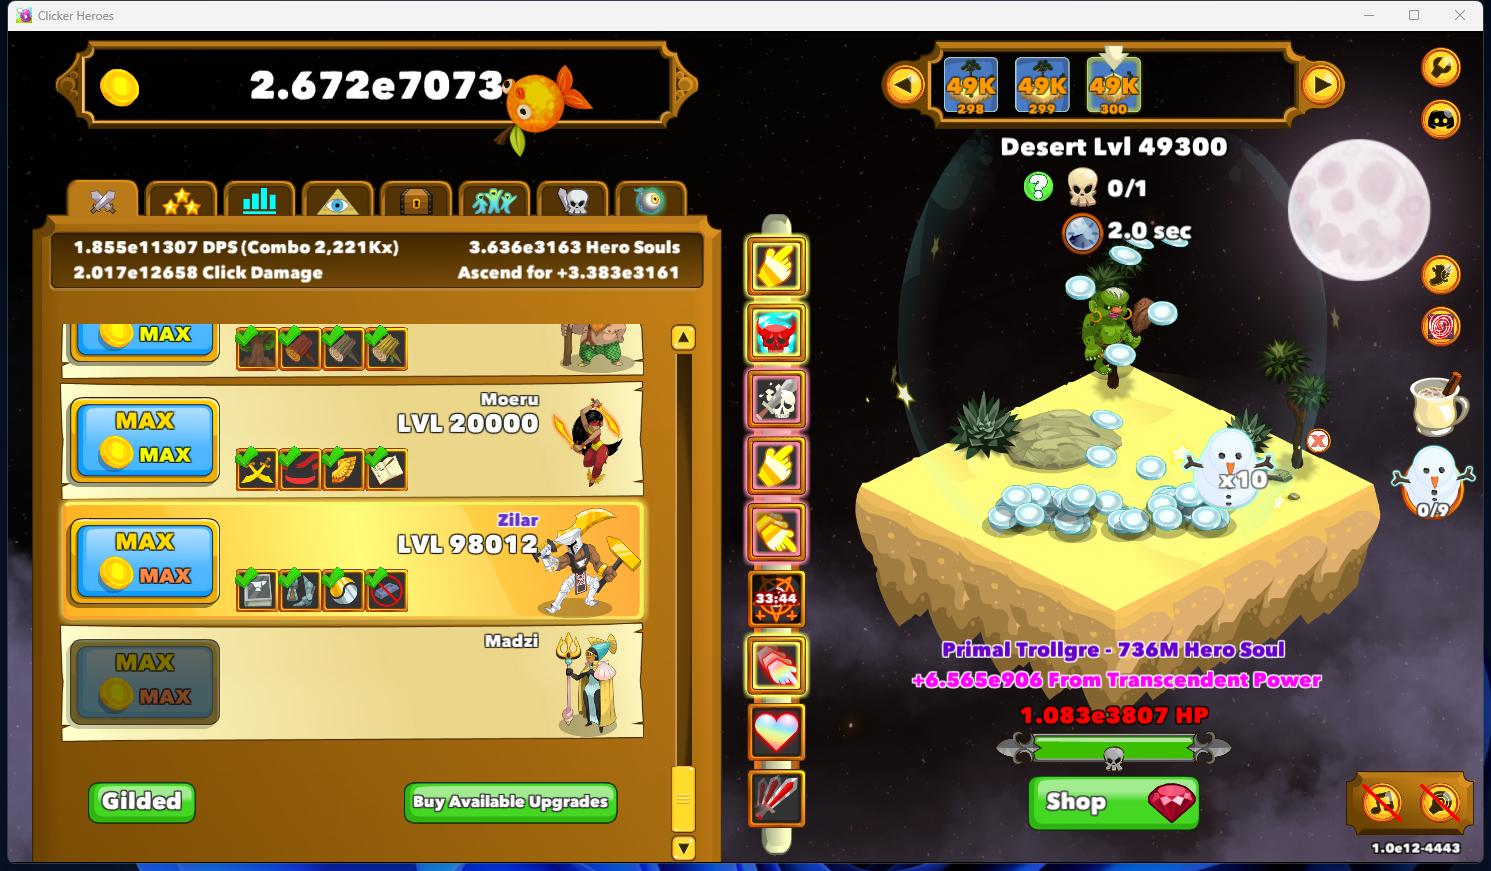 Clicker Heroes
2.672e7073
49K
298
49K
299
49K
300
Desert Lvl 49300
0/1
2.0 sec
1.855e11307 DPS (Combo 2,221Kx)
3.636e3163 Hero Souls
2.017e12658 Click Damage
Ascend for +3.383e3161
MAX
Moeru
LVL 20000
MAX
MAX
Zilar
LVL 98012
MAX
MAX
Madzi
MAX
MAX
33:44
x10
0/9
Primal Trollgre - 736M Hero Soul
+6.565e906 From Transcendent Power
1.083e3807 HP
Gilded
Buy Available Upgrades
Shop
1.0e12-4443